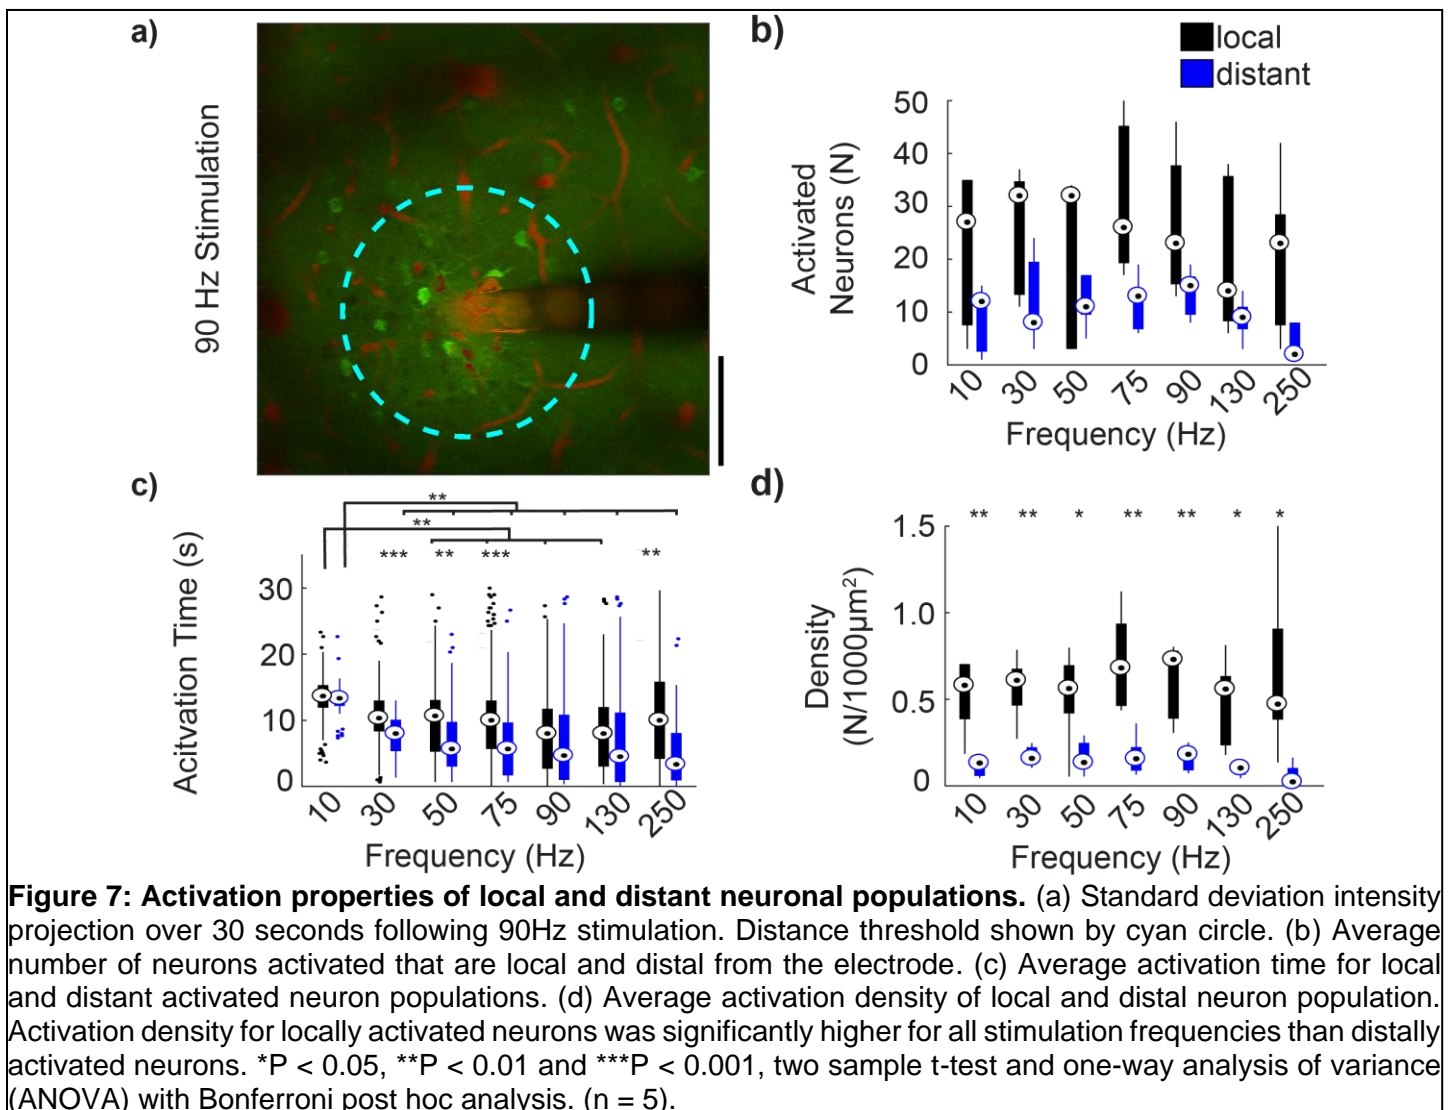 a)
90 Hz Stimulation
b)
local
distant
Activated
Neurons (N)
50
40
30
20
10
0
10 30 50 75 90 130 250
Frequency (Hz)
c)
**
**
*** ** *** **
Acitvation Time (s)
30
20
10
0
10 30 50 75 90 130 250
Frequency (Hz)
d)
** ** * ** ** * *
Density
(N/1000µm²)
1.5
1.0
0.5
0
10 30 50 75 90 130 250
Frequency (Hz)
Figure 7: Activation properties of local and distant neuronal populations. (a) Standard deviation intensity
projection over 30 seconds following 90Hz stimulation. Distance threshold shown by cyan circle. (b) Average
number of neurons activated that are local and distal from the electrode. (c) Average activation time for local
and distant activated neuron populations. (d) Average activation density of local and distal neuron population.
Activation density for locally activated neurons was significantly higher for all stimulation frequencies than distally
activated neurons. *P < 0.05, **P < 0.01 and ***P < 0.001, two sample t-test and one-way analysis of variance
(ANOVA) with Bonferroni post hoc analysis. (n = 5).